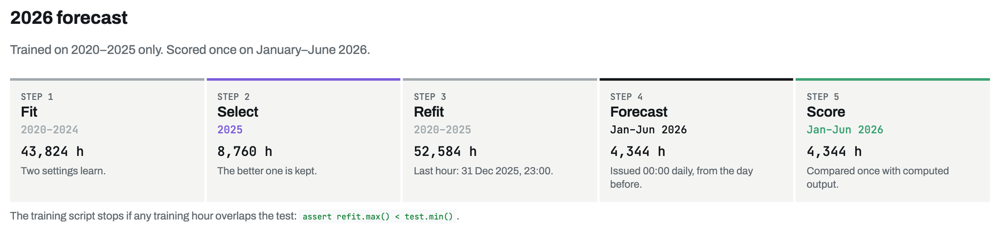 2026 forecast
Trained on 2020–2025 only. Scored once on January–June 2026.
STEP 1
Fit
2020–2024
43,824 h
Two settings learn.
STEP 2
Select
2025
8,760 h
The better one is kept.
STEP 3
Refit
2020–2025
52,584 h
Last hour: 31 Dec 2025, 23:00.
STEP 4
Forecast
Jan–Jun 2026
4,344 h
Issued 00:00 daily, from the day
before.
STEP 5
Score
Jan–Jun 2026
4,344 h
Compared once with computed
output.
The training script stops if any training hour overlaps the test: assert refit.max() < test.min().